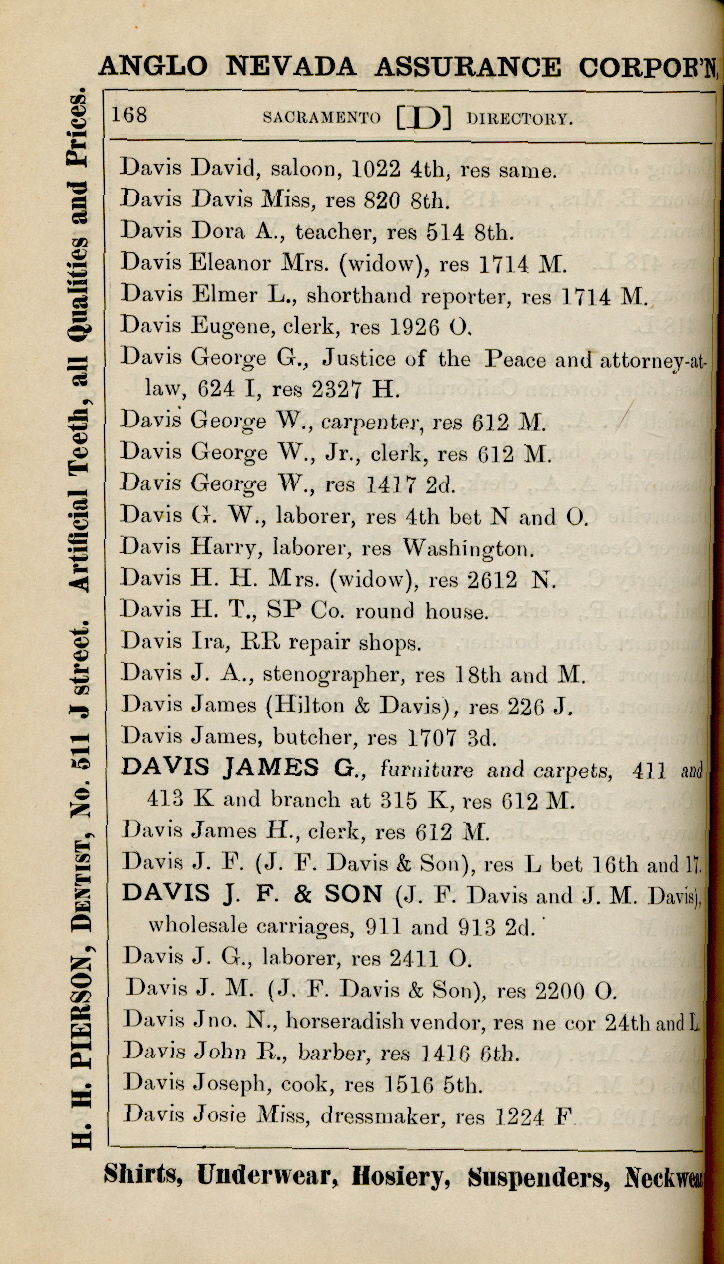 ANGLO NEVADA ASSURANCE CORPOR'N,
168 SACRAMENTO [D] DIRECTORY.
Davis David, saloon, 1022 4th, res same.
Davis Davis Miss, res 820 8th.
Davis Dora A., teacher, res 514 8th.
Davis Eleanor Mrs. (widow), res 1714 M.
Davis Elmer L., shorthand reporter, res 1714 M.
Davis Eugene, clerk, res 1926 O.
Davis George G., Justice of the Peace and attorney-at-
law, 624 I, res 2327 H.
Davis George W., carpenter, res 612 M.
Davis George W., Jr., clerk, res 612 M.
Davis George W., res 1417 2d.
Davis G. W., laborer, res 4th bet N and O.
Davis Harry, laborer, res Washington.
Davis H. H. Mrs. (widow), res 2612 N.
Davis H. T., SP Co. round house.
Davis Ira, RR repair shops.
Davis J. A., stenographer, res 18th and M.
Davis James (Hilton & Davis), res 226 J.
Davis James, butcher, res 1707 3d.
DAVIS JAMES G., furniture and carpets, 411 and
413 K and branch at 315 K, res 612 M.
Davis James H., clerk, res 612 M.
Davis J. F. (J. F. Davis & Son), res L bet 16th and 17.
DAVIS J. F. & SON (J. F. Davis and J. M. Davis),
wholesale carriages, 911 and 913 2d.
Davis J. G., laborer, res 2411 O.
Davis J. M. (J. F. Davis & Son), res 2200 O.
Davis Jno. N., horseradish vendor, res ne cor 24th and L.
Davis John R., barber, res 1416 6th.
Davis Joseph, cook, res 1516 5th.
Davis Josie Miss, dressmaker, res 1224 F
Shirts, Underwear, Hosiery, Suspenders, Neckwear
H. H. PIERSON, DENTIST, No. 511 J street. Artificial Teeth, all Qualities and Prices.